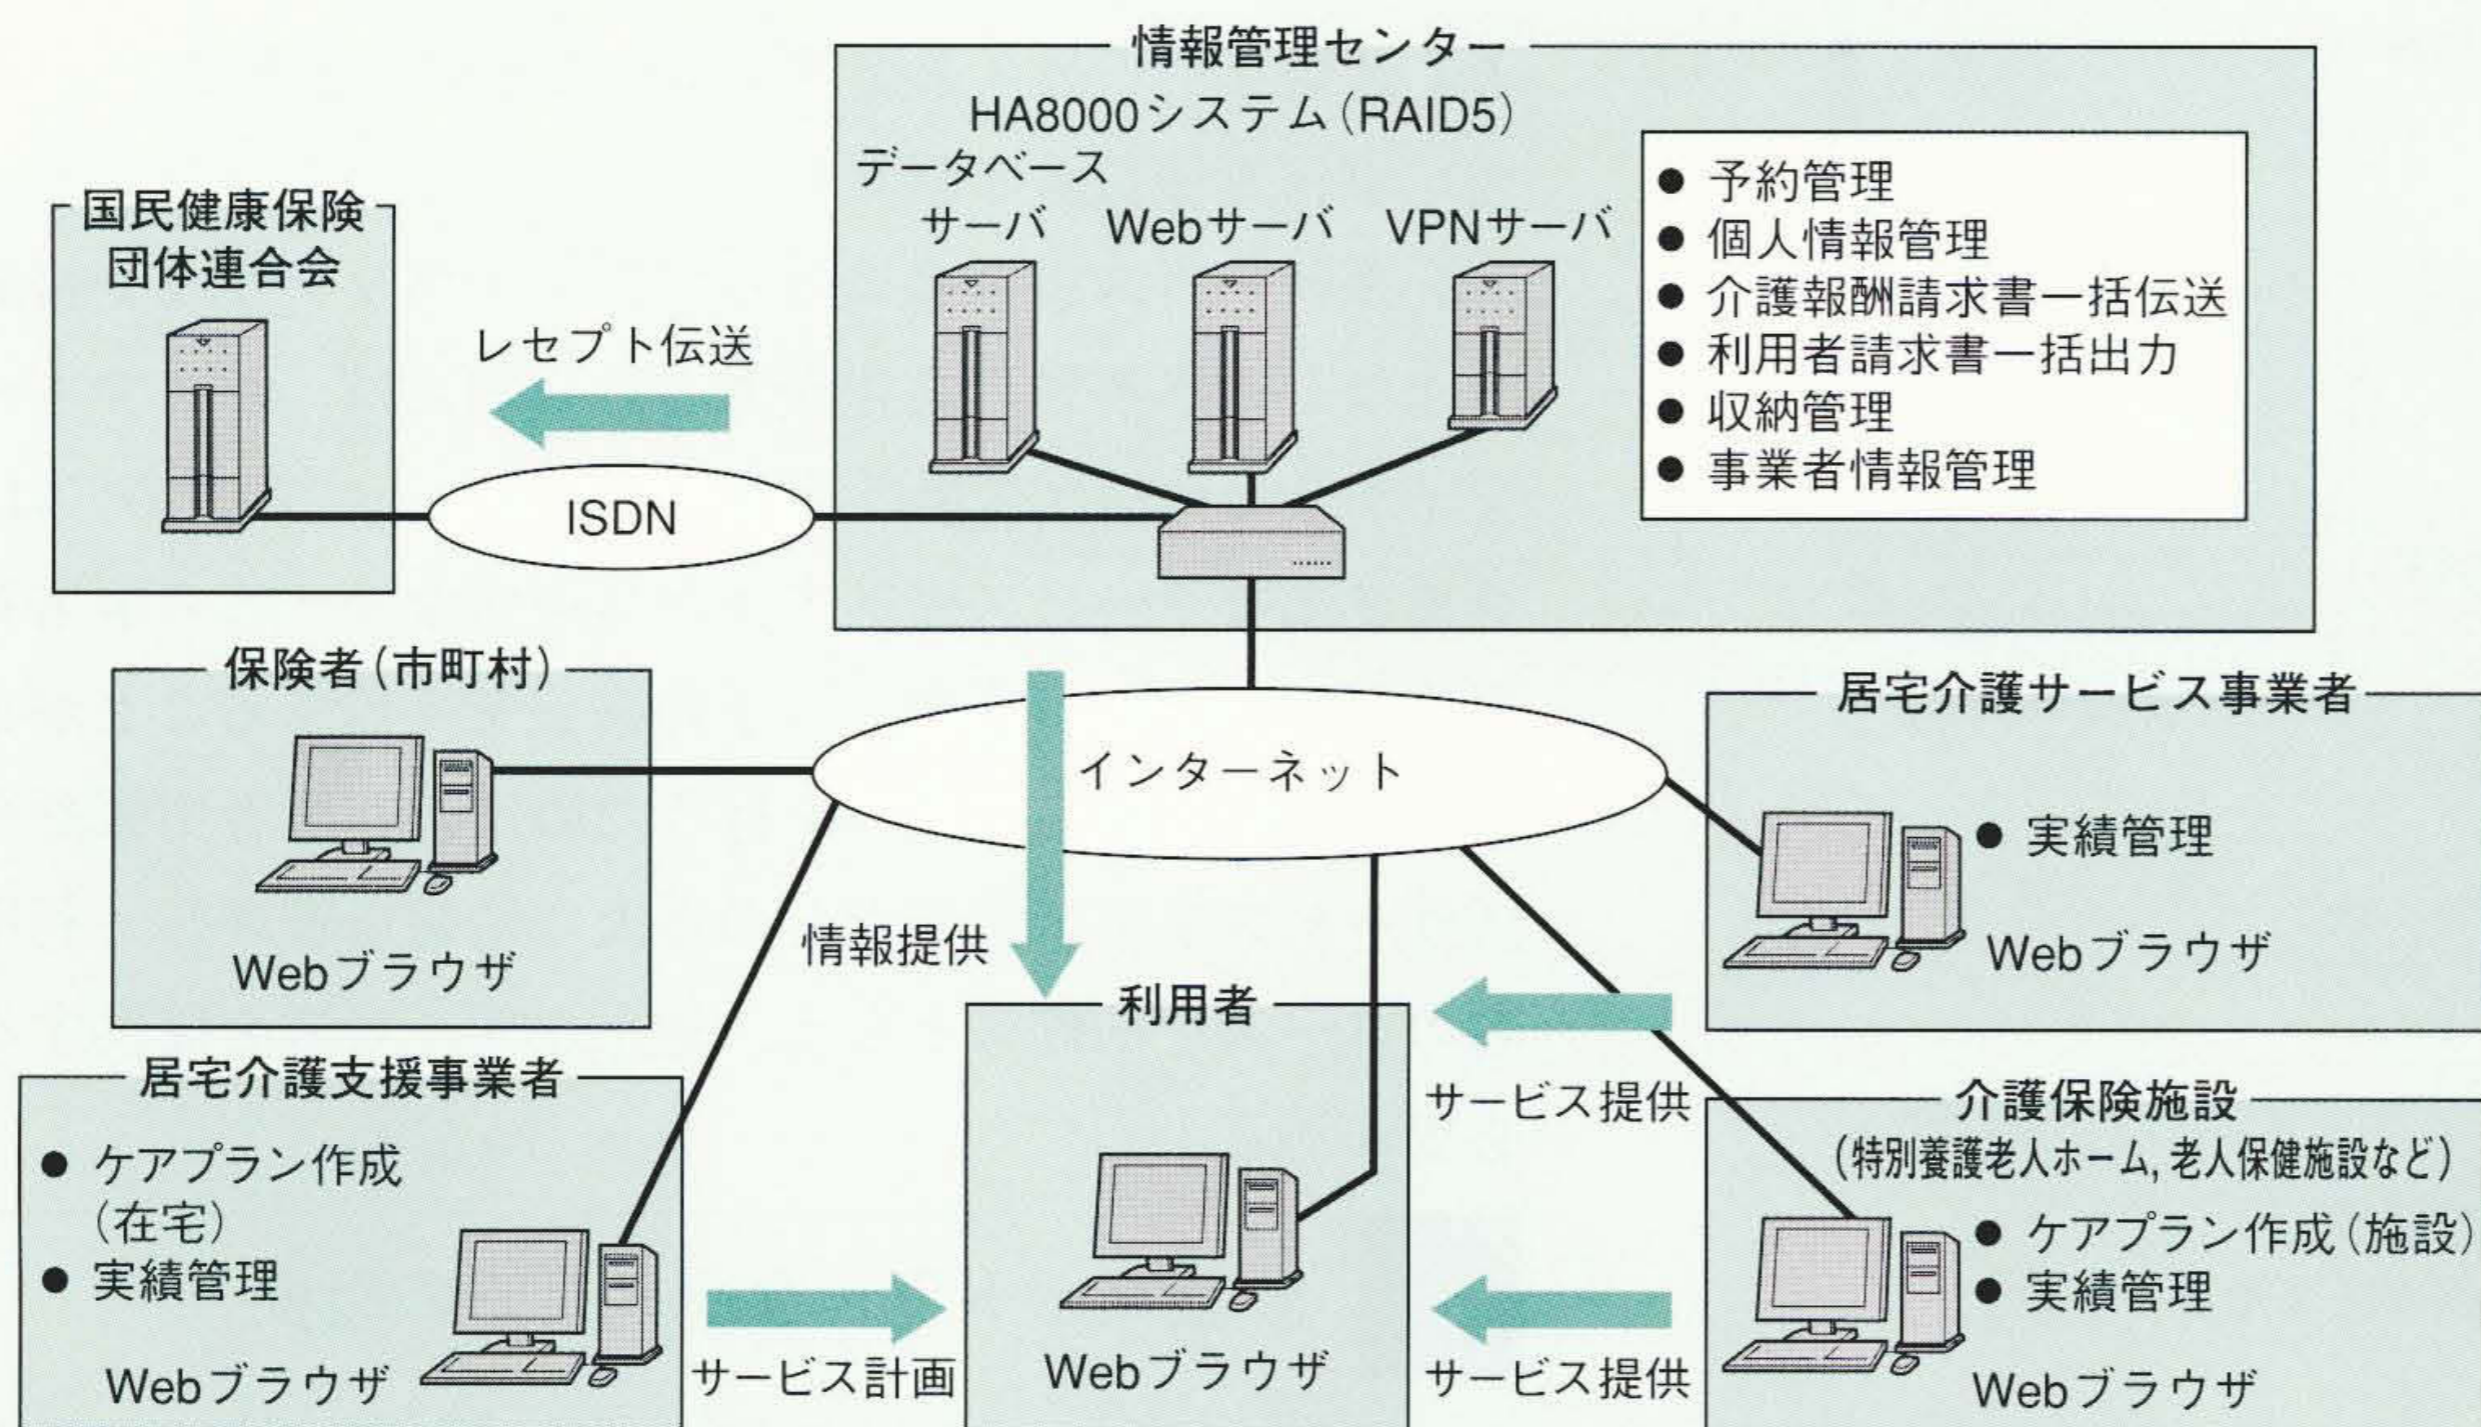 情報管理センター
HA8000システム（RAID5）
データベース
サーバ
Webサーバ
VPNサーバ
● 予約管理
● 個人情報管理
● 介護報酬請求書一括伝送
● 利用者請求書一括出力
● 収納管理
● 事業者情報管理
国民健康保険
団体連合会
レセプト伝送
ISDN
保険者（市町村）
Webブラウザ
インターネット
居宅介護サービス事業者
● 実績管理
Webブラウザ
情報提供
利用者
Webブラウザ
サービス提供
居宅介護支援事業者
● ケアプラン作成
（在宅）
● 実績管理
Webブラウザ
サービス計画
介護保険施設
（特別養護老人ホーム, 老人保健施設など）
● ケアプラン作成（施設）
● 実績管理
Webブラウザ
サービス提供